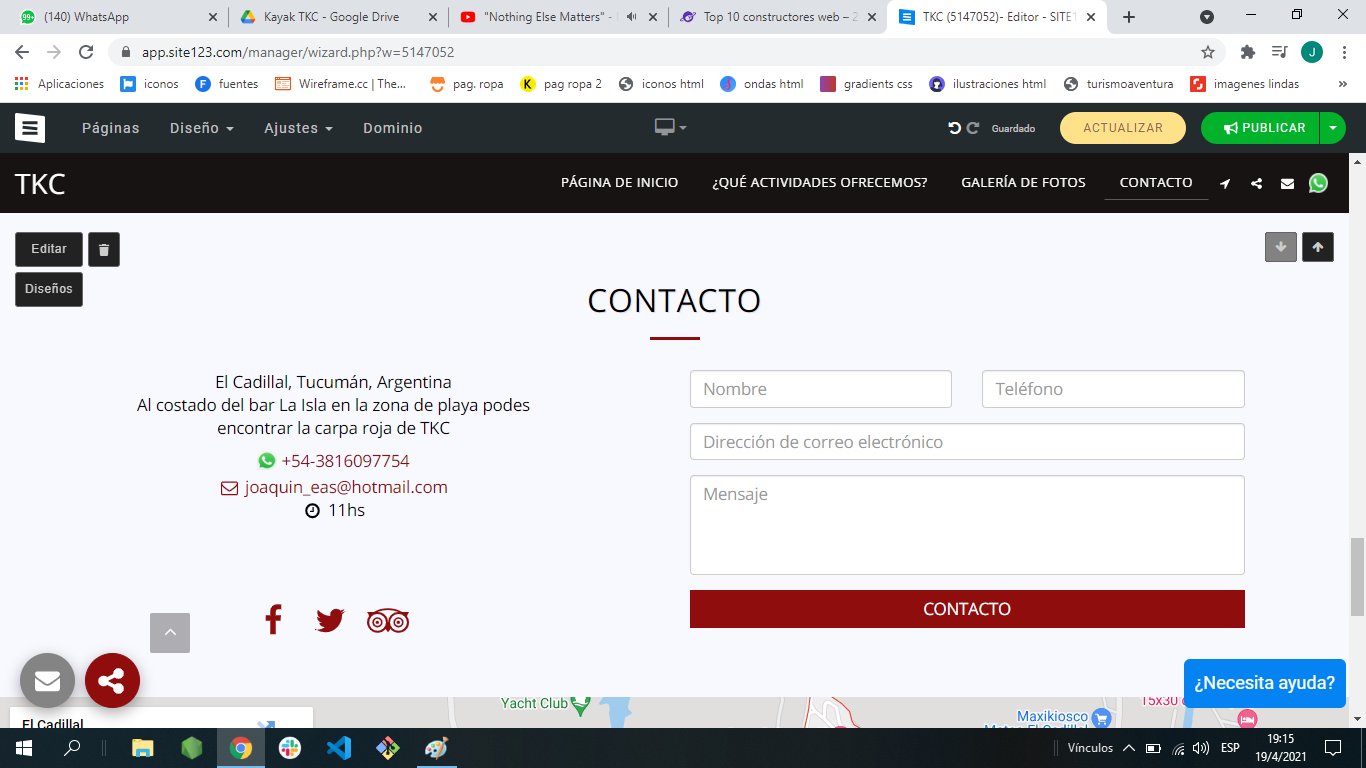 (140) WhatsApp
Kayak TKC - Google Drive
"Nothing Else Matters" -
Top 10 constructores web – 2
TKC (5147052)- Editor - SITE1
app.site123.com/manager/wizard.php?w=5147052
J
Aplicaciones
iconos
fuentes
Wireframe.cc | The...
pag. ropa
pag ropa 2
iconos html
ondas html
gradients css
ilustraciones html
turismoaventura
imagenes lindas
»
Páginas
Diseño
Ajustes
Dominio
Guardado
ACTUALIZAR
PUBLICAR
TKC
PÁGINA DE INICIO
¿QUÉ ACTIVIDADES OFRECEMOS?
GALERÍA DE FOTOS
CONTACTO
Editar
Diseños
CONTACTO
El Cadillal, Tucumán, Argentina
Al costado del bar La Isla en la zona de playa podes
encontrar la carpa roja de TKC
+54-3816097754
joaquin_eas@hotmail.com
11hs
Nombre
Teléfono
Dirección de correo electrónico
Mensaje
CONTACTO
¿Necesita ayuda?
El Cadillal
Yacht Club
Maxikiosco
15x30
Vínculos
ESP
19:15
19/4/2021